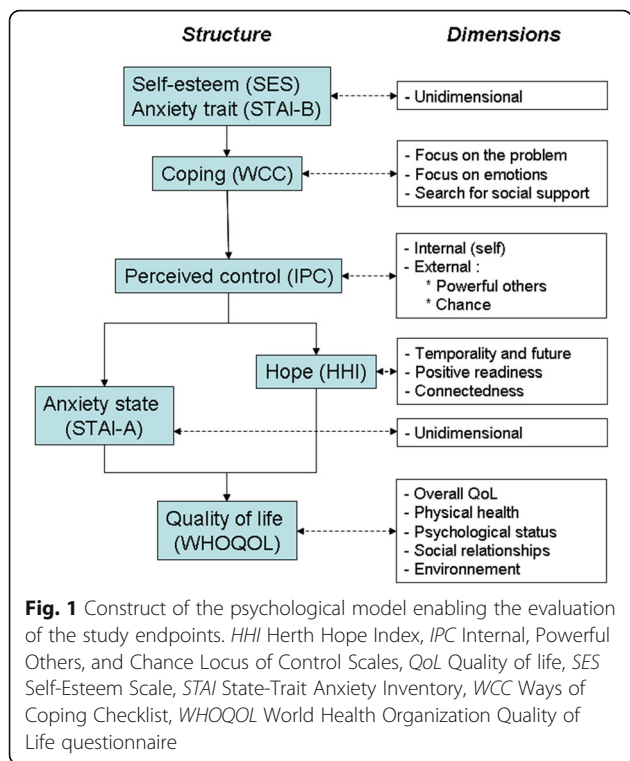 Structure
Dimensions
Self-esteem (SES)
Anxiety trait (STAI-B)
- Unidimensional
Coping (WCC)
- Focus on the problem
- Focus on emotions
- Search for social support
Perceived control (IPC)
- Internal (self)
- External :
* Powerful others
* Chance
Hope (HHI)
- Temporality and future
- Positive readiness
- Connectedness
Anxiety state
(STAI-A)
- Unidimensional
Quality of life
(WHOQOL)
- Overall QoL
- Physical health
- Psychological status
- Social relationships
- Environnement
Fig. 1 Construct of the psychological model enabling the evaluation
of the study endpoints. HHI Herth Hope Index, IPC Internal, Powerful
Others, and Chance Locus of Control Scales, QoL Quality of life, SES
Self-Esteem Scale, STAI State-Trait Anxiety Inventory, WCC Ways of
Coping Checklist, WHOQOL World Health Organization Quality of
Life questionnaire